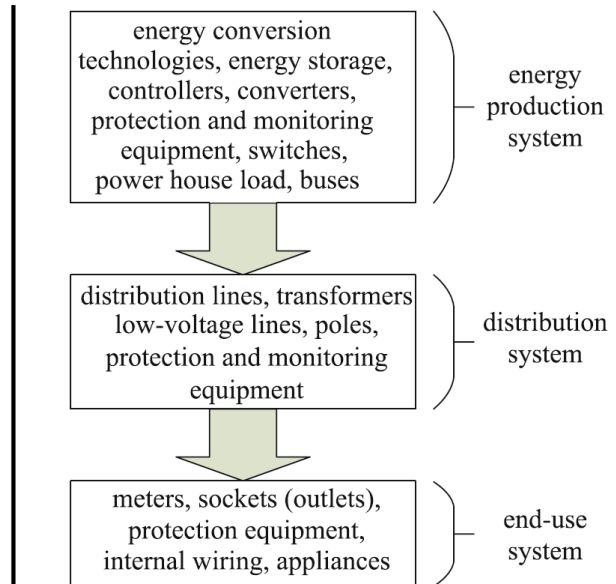 energy conversion
technologies, energy storage,
controllers, converters,
protection and monitoring
equipment, switches,
power house load, buses
energy
production
system
distribution lines, transformers
low-voltage lines, poles,
protection and monitoring
equipment
distribution
system
meters, sockets (outlets),
protection equipment,
internal wiring, appliances
end-use
system